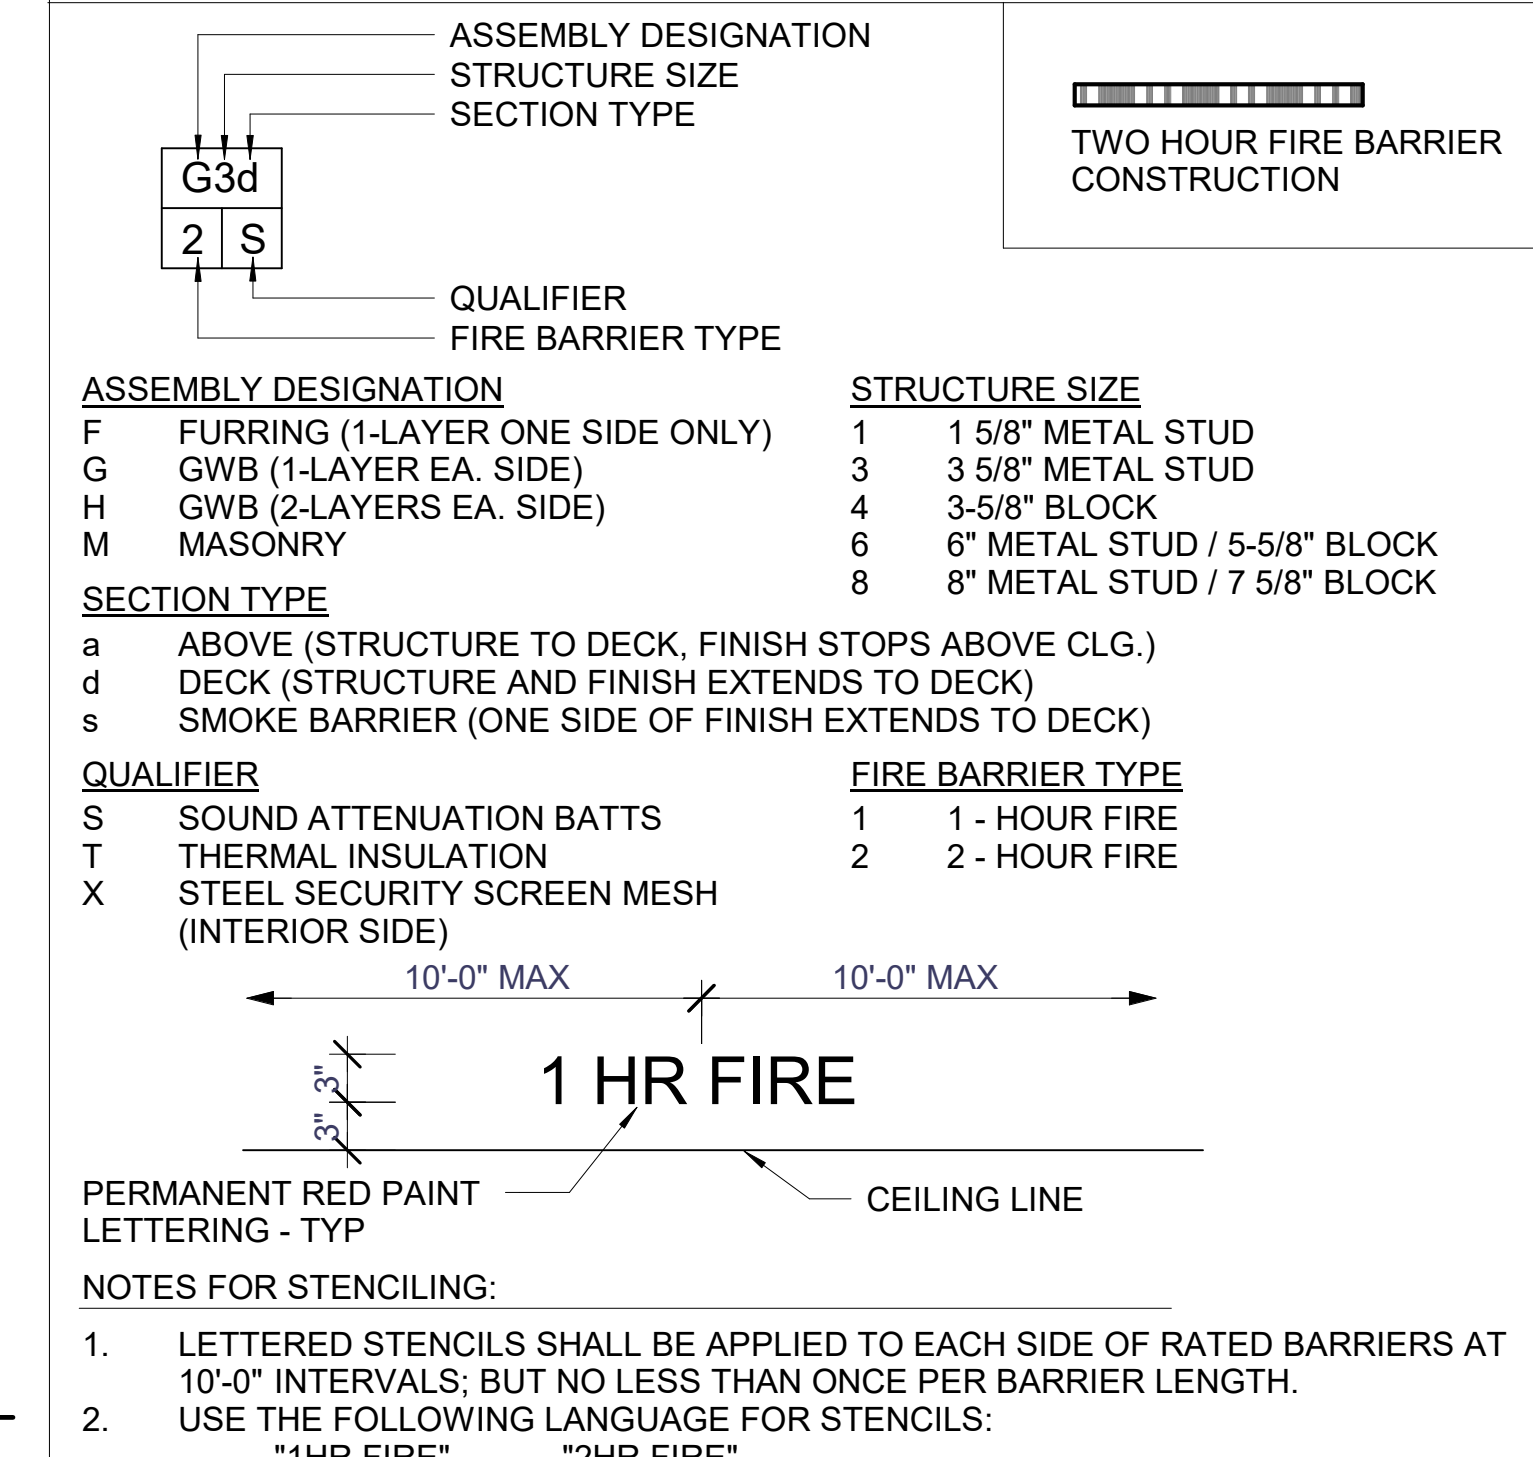 ASSEMBLY DESIGNATION
STRUCTURE SIZE
SECTION TYPE
G3d
2 S
QUALIFIER
FIRE BARRIER TYPE
TWO HOUR FIRE BARRIER
CONSTRUCTION
ASSEMBLY DESIGNATION
F FURRING (1-LAYER ONE SIDE ONLY)
G GWB (1-LAYER EA. SIDE)
H GWB (2-LAYERS EA. SIDE)
M MASONRY
STRUCTURE SIZE
1 1 5/8" METAL STUD
3 3 5/8" METAL STUD
4 3-5/8" BLOCK
6 6" METAL STUD / 5-5/8" BLOCK
8 8" METAL STUD / 7 5/8" BLOCK
SECTION TYPE
a ABOVE (STRUCTURE TO DECK, FINISH STOPS ABOVE CLG.)
d DECK (STRUCTURE AND FINISH EXTENDS TO DECK)
s SMOKE BARRIER (ONE SIDE OF FINISH EXTENDS TO DECK)
QUALIFIER
S SOUND ATTENUATION BATTS
T THERMAL INSULATION
X STEEL SECURITY SCREEN MESH
(INTERIOR SIDE)
FIRE BARRIER TYPE
1 1 - HOUR FIRE
2 2 - HOUR FIRE
10'-0" MAX 10'-0" MAX
3"
3"
1 HR FIRE
PERMANENT RED PAINT
LETTERING - TYP
CEILING LINE
NOTES FOR STENCILING:
1. LETTERED STENCILS SHALL BE APPLIED TO EACH SIDE OF RATED BARRIERS AT
10'-0" INTERVALS; BUT NO LESS THAN ONCE PER BARRIER LENGTH.
2. USE THE FOLLOWING LANGUAGE FOR STENCILS:
"1HR FIRE" "2HR FIRE"